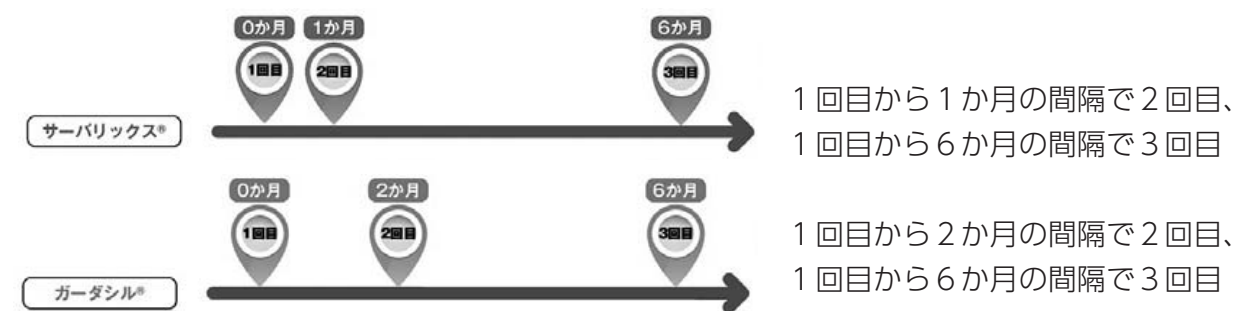 0か月 1か月 6か月
1回目 2回目 3回目
サーバリックス®
1回目から1か月の間隔で2回目、
1回目から6か月の間隔で3回目
0か月 2か月 6か月
1回目 2回目 3回目
ガーダシル®
1回目から2か月の間隔で2回目、
1回目から6か月の間隔で3回目